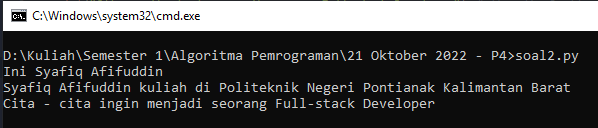 C:\Windows\system32\cmd.exe
D:\Kuliah\Semester 1\Algoritma Pemrograman\21 Oktober 2022 - P4>soal2.py
Ini Syafiq Afifuddin
Syafiq Afifuddin kuliah di Politeknik Negeri Pontianak Kalimantan Barat
Cita - cita ingin menjadi seorang Full-stack Developer